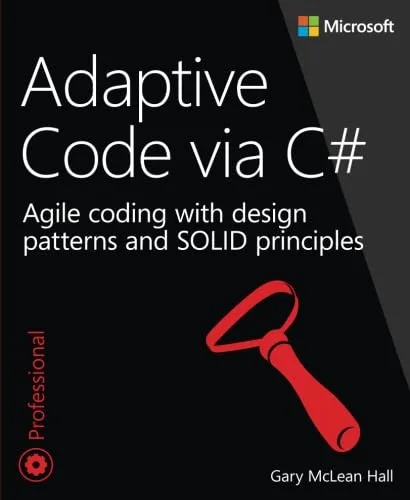 Microsoft
Adaptive
Code via C#
Agile coding with design
patterns and SOLID principles
Professional
Gary McLean Hall